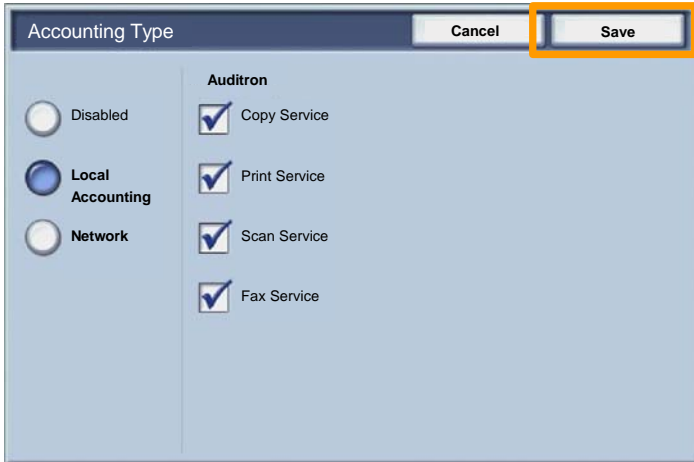 Accounting Type
Cancel
Save
Auditron
Disabled
Local
Accounting
Network
Copy Service
Print Service
Scan Service
Fax Service